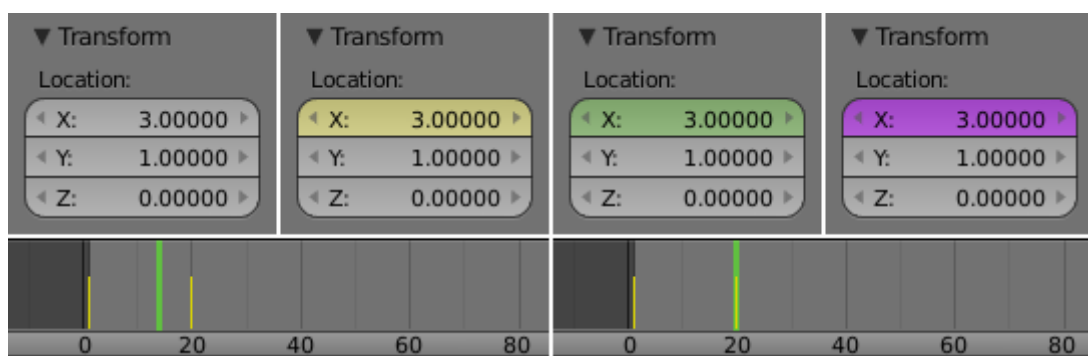 ▼ Transform ▼ Transform ▼ Transform ▼ Transform
Location: Location: Location: Location:
X: 3.00000 X: 3.00000 X: 3.00000 X: 3.00000
Y: 1.00000 Y: 1.00000 Y: 1.00000 Y: 1.00000
Z: 0.00000 Z: 0.00000 Z: 0.00000 Z: 0.00000
0 20 40 60 80 0 20 40 60 80